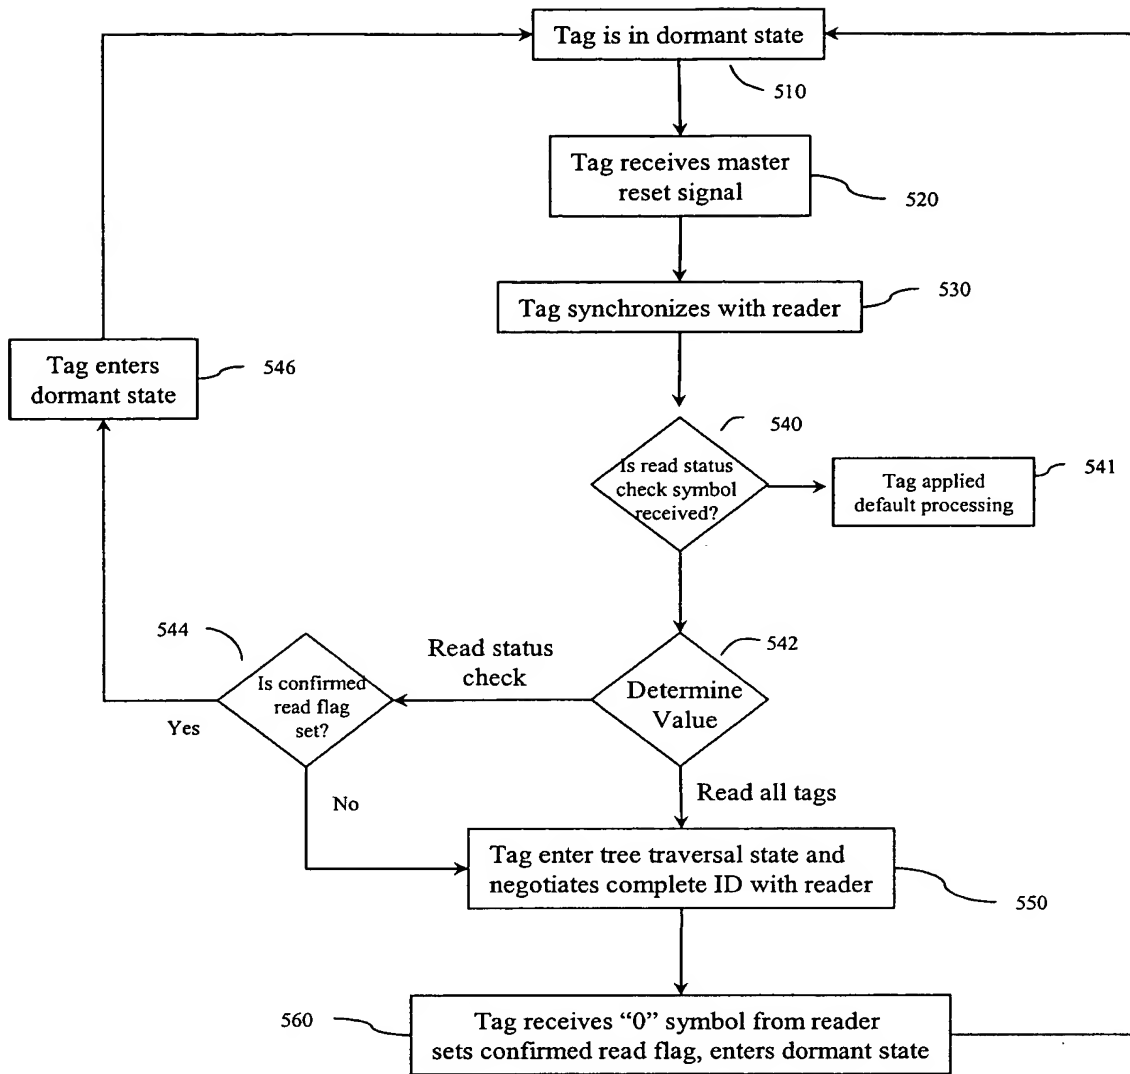 Tag is in dormant state
510
Tag receives master
reset signal
520
Tag synchronizes with reader
530
Tag enters
dormant state
546
540
Is read status
check symbol
received?
Tag applied
default processing
541
544
Is confirmed
read flag
set?
Yes
No
Read status
check
542
Determine
Value
Read all tags
Tag enter tree traversal state and
negotiates complete ID with reader
550
560
Tag receives “0” symbol from reader
sets confirmed read flag, enters dormant state